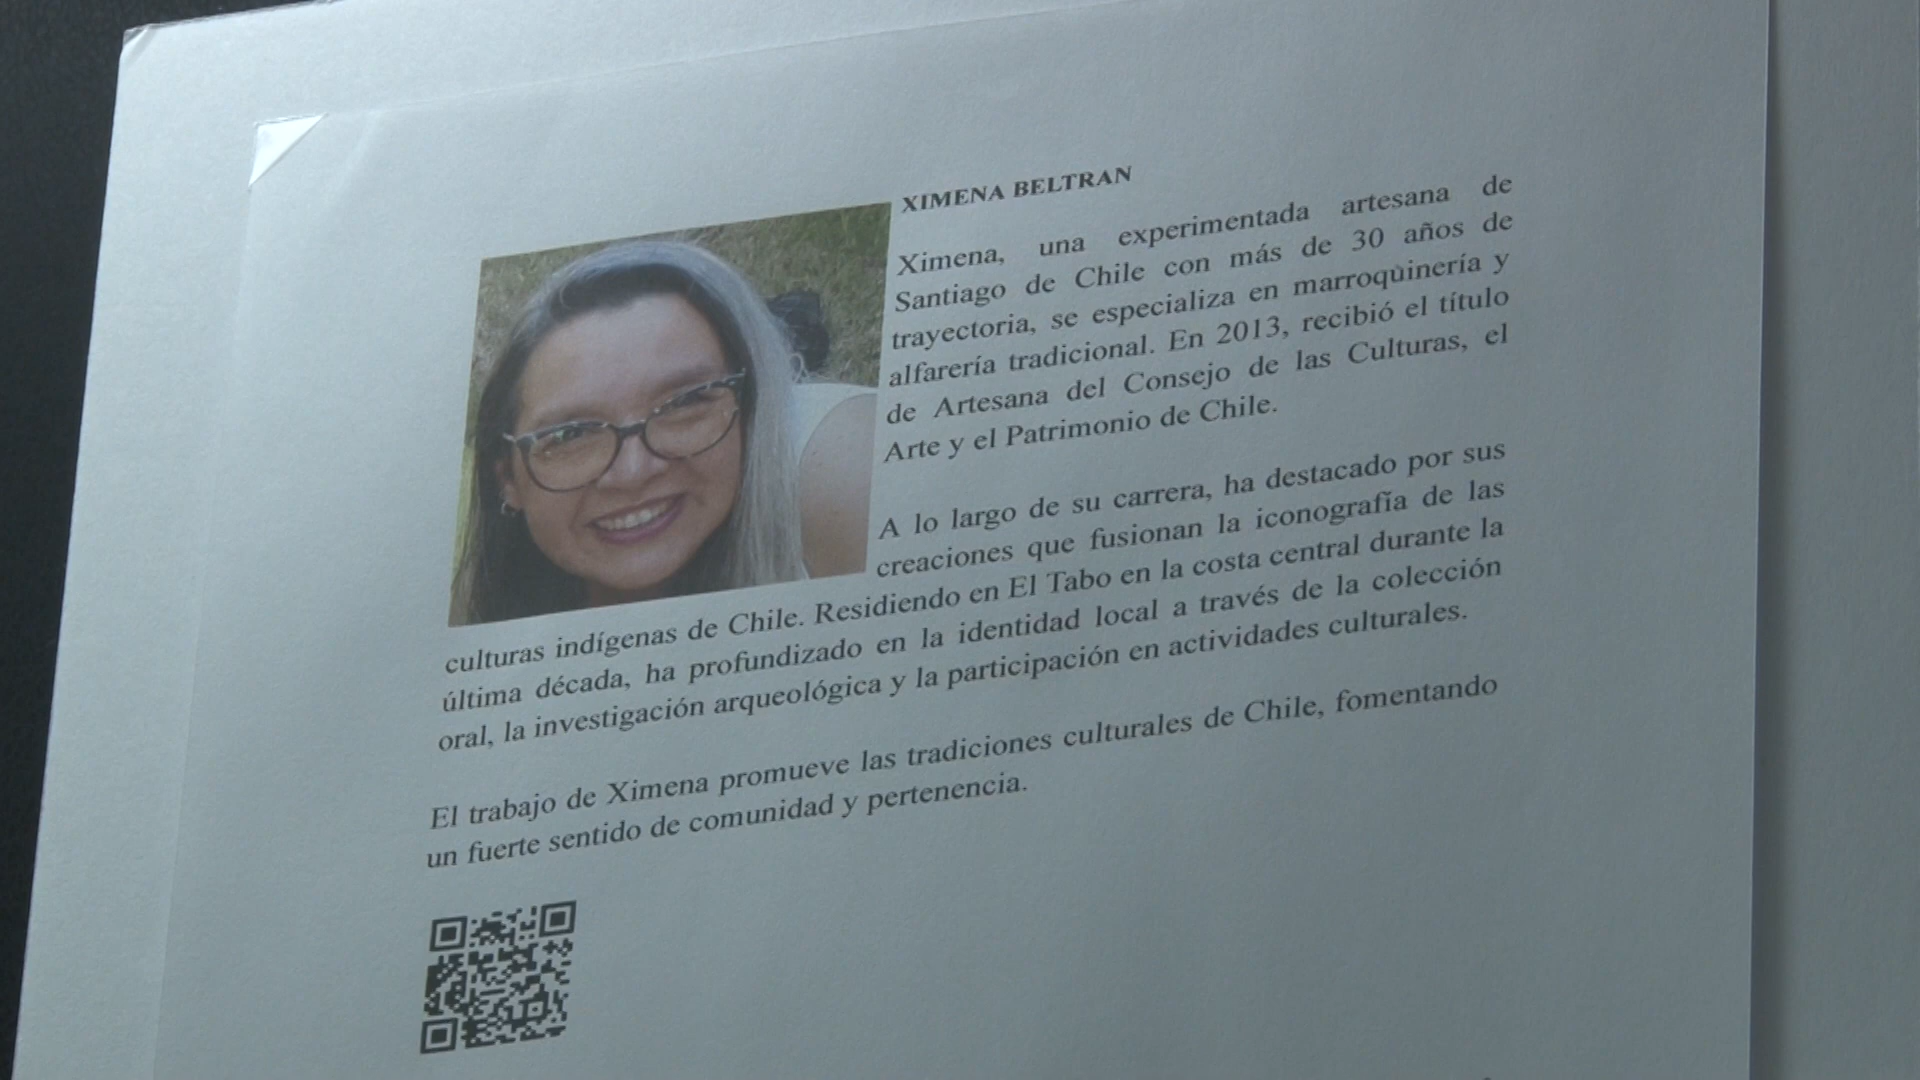 XIMENA BELTRAN
Ximena, una experimentada artesana de
Santiago de Chile con más de 30 años de
trayectoria, se especializa en marroquinería y
alfarería tradicional. En 2013, recibió el título
de Artesana del Consejo de las Culturas, el
Arte y el Patrimonio de Chile.
A lo largo de su carrera, ha destacado por sus
creaciones que fusionan la iconografía de las
culturas indígenas de Chile. Residiendo en El Tabo en la costa central durante la
última década, ha profundizado en la identidad local a través de la colección
oral, la investigación arqueológica y la participación en actividades culturales.
El trabajo de Ximena promueve las tradiciones culturales de Chile, fomentando
un fuerte sentido de comunidad y pertenencia.